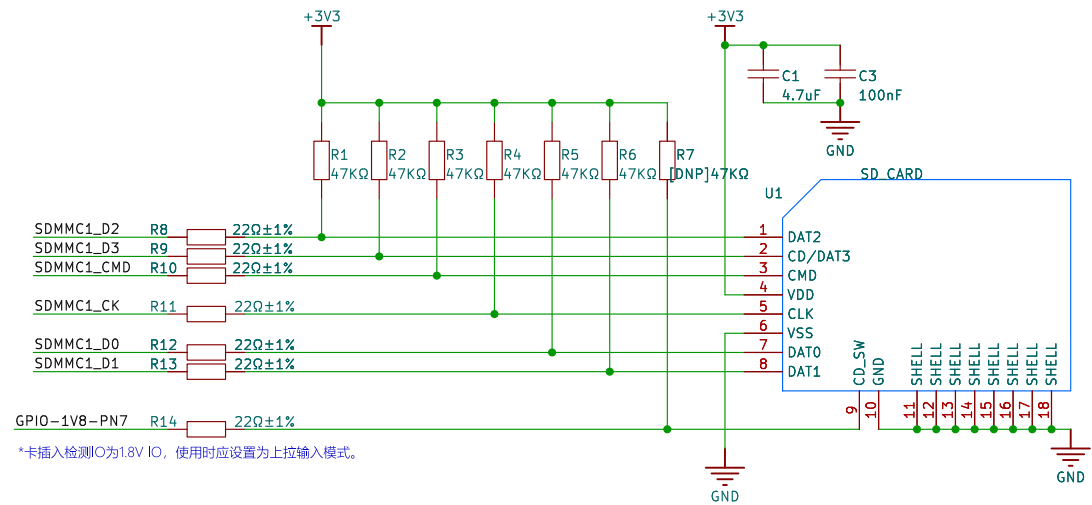 +3V3
+3V3
C1
4.7uF
C3
100nF
GND
R1
47KΩ
R2
47KΩ
R3
47KΩ
R4
47KΩ
R5
47KΩ
R6
47KΩ
R7
[DNP]47KΩ
SD CARD
U1
SDMMC1_D2
R8
22Ω±1%
1
DAT2
SDMMC1_D3
R9
22Ω±1%
2
CD/DAT3
SDMMC1_CMD
R10
22Ω±1%
3
CMD
4
VDD
SDMMC1_CK
R11
22Ω±1%
5
CLK
6
VSS
SDMMC1_D0
R12
22Ω±1%
7
DAT0
SDMMC1_D1
R13
22Ω±1%
8
DAT1
CD_SW
GND
SHELL
SHELL
SHELL
SHELL
SHELL
SHELL
SHELL
SHELL
9
10
11
12
13
14
15
16
17
18
GPIO-1V8-PN7
R14
22Ω±1%
*卡插入检测IO为1.8V IO，使用时应设置为上拉输入模式。
GND
GND